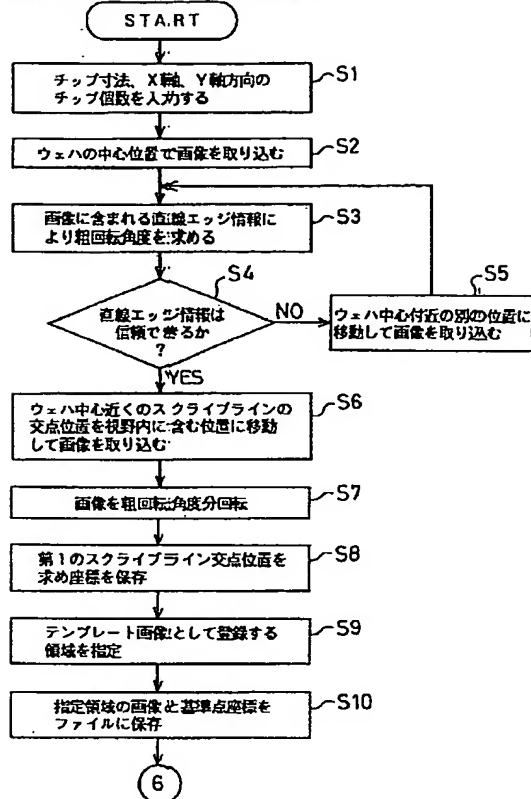 START
チップ寸法、X軸、Y軸方向の
チップ個数を入力する
S1
ウェハの中心位置で画像を取り込む
S2
画像に含まれる直線エッジ情報に
より粗回転角度を求める
S3
S4
直線エッジ情報は
信頼できるか
?
NO
YES
S5
ウェハ中心付近の別の位置に
移動して画像を取り込む
ウェハ中心近くのスクライブラインの
交点位置を視野内に含む位置に移動
して画像を取り込む
S6
画像を粗回転角度分回転
S7
第1のスクライブライン交点位置を
求め座標を保存
S8
テンプレート画像として登録する
領域を指定
S9
指定領域の画像と基準点座標を
ファイルに保存
S10
6